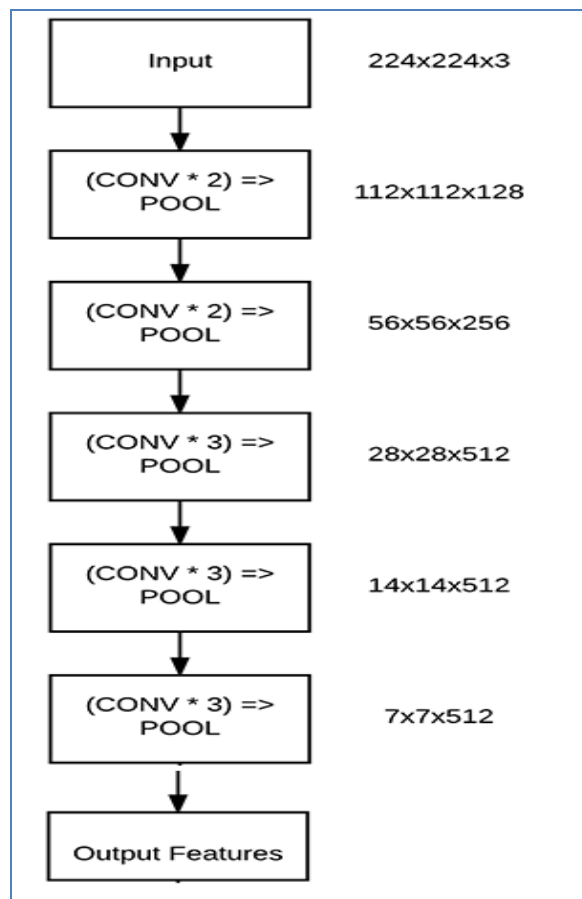 Input 224x224x3
(CONV * 2) =>
POOL 112x112x128
(CONV * 2) =>
POOL 56x56x256
(CONV * 3) =>
POOL 28x28x512
(CONV * 3) =>
POOL 14x14x512
(CONV * 3) =>
POOL 7x7x512
Output Features